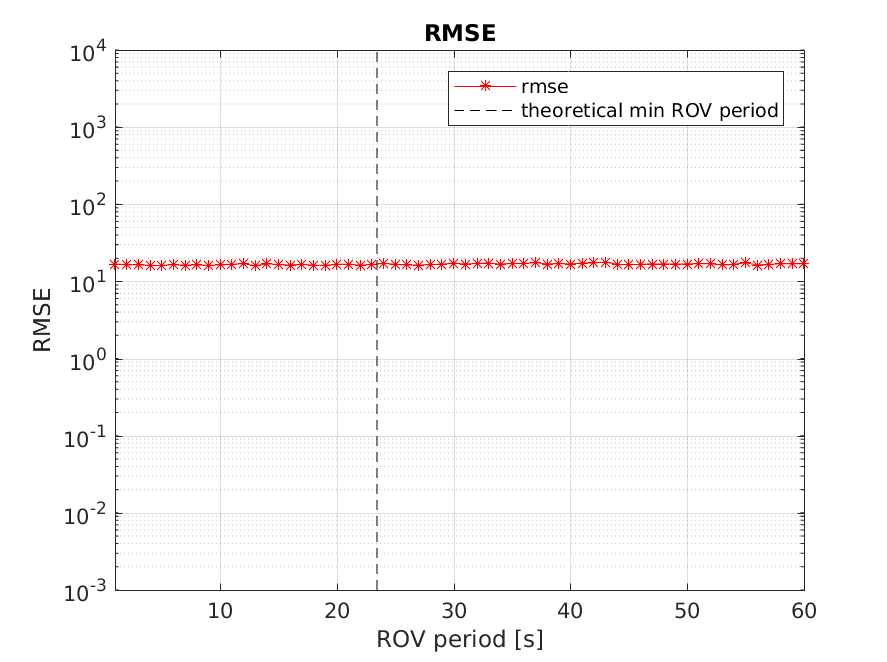 RMSE
10^4
10^3
10^2
10^1
10^0
10^-1
10^-2
10^-3
RMSE
rmse
theoretical min ROV period
10 20 30 40 50 60
ROV period [s]